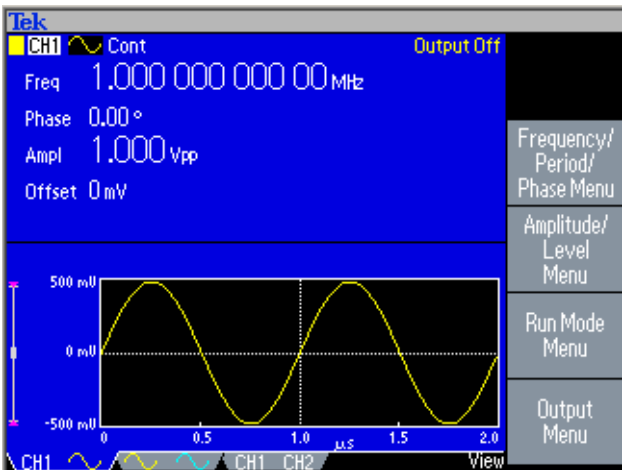 Tek
CH1 Cont Output Off
Freq 1.000 000 000 00 MHz
Phase 0.00 °
Ampl 1.000 Vpp
Offset 0 mV
Frequency/
Period/
Phase Menu
Amplitude/
Level
Menu
Run Mode
Menu
Output
Menu
500 mV
0 mV
-500 mV
0 0.5 1.0 µs 1.5 2.0
CH1 CH1 CH2 View